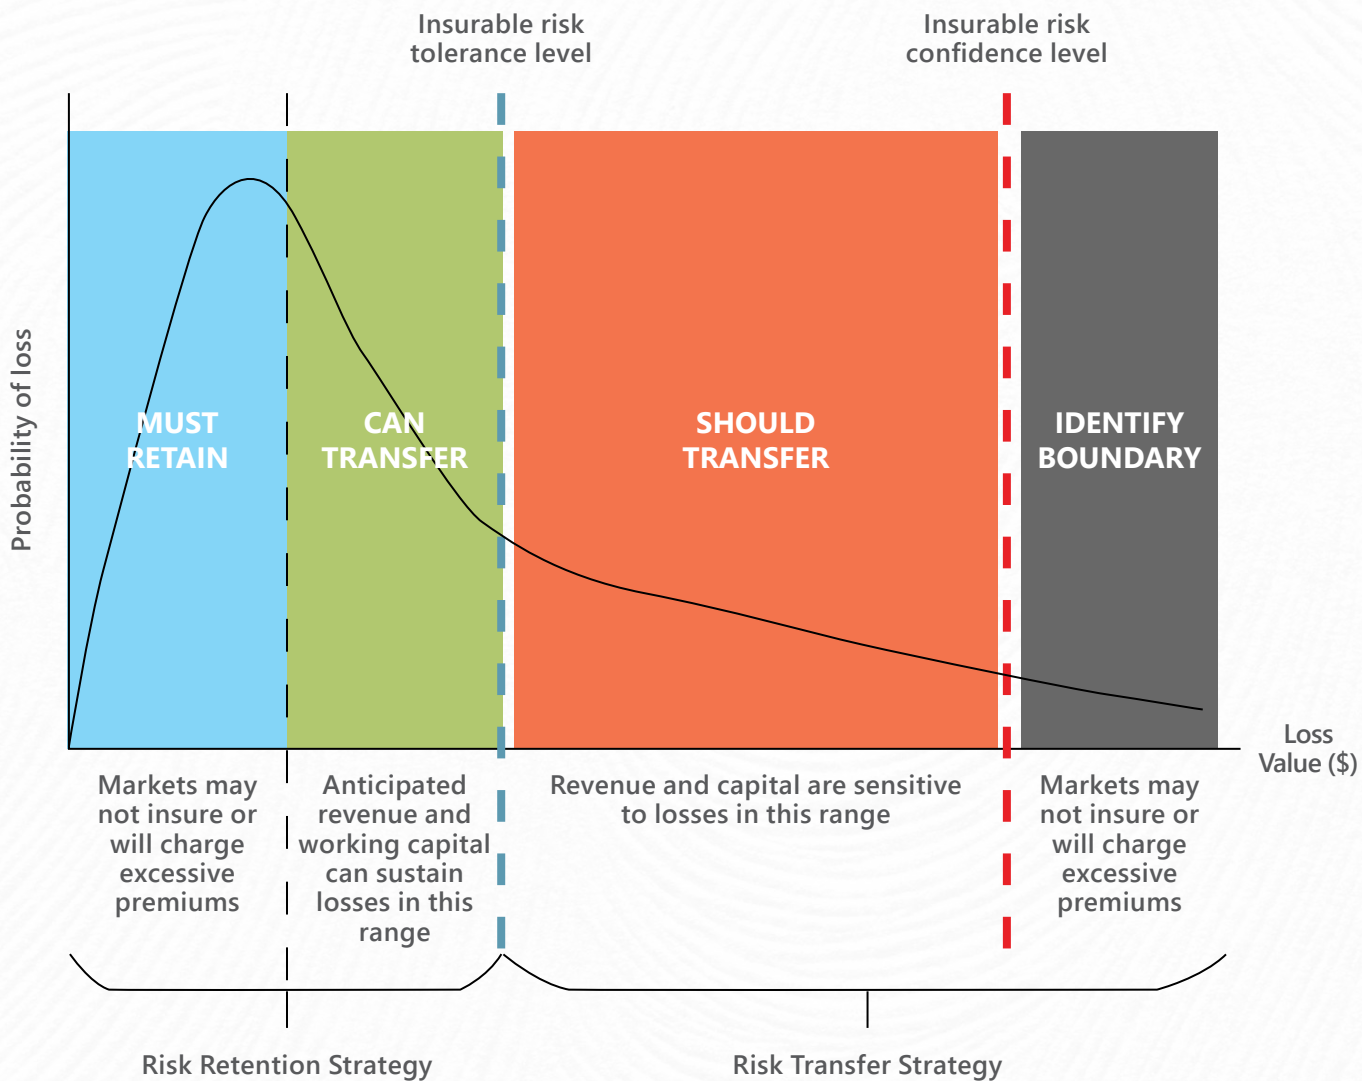 Insurable risk
tolerance level
Insurable risk
confidence level
Probability of loss
MUST
RETAIN
CAN
TRANSFER
SHOULD
TRANSFER
IDENTIFY
BOUNDARY
Loss
Value ($)
Markets may
not insure or
will charge
excessive
premiums
Anticipated
revenue and
working capital
can sustain
losses in this
range
Revenue and capital are sensitive
to losses in this range
Markets may
not insure or
will charge
excessive
premiums
Risk Retention Strategy
Risk Transfer Strategy